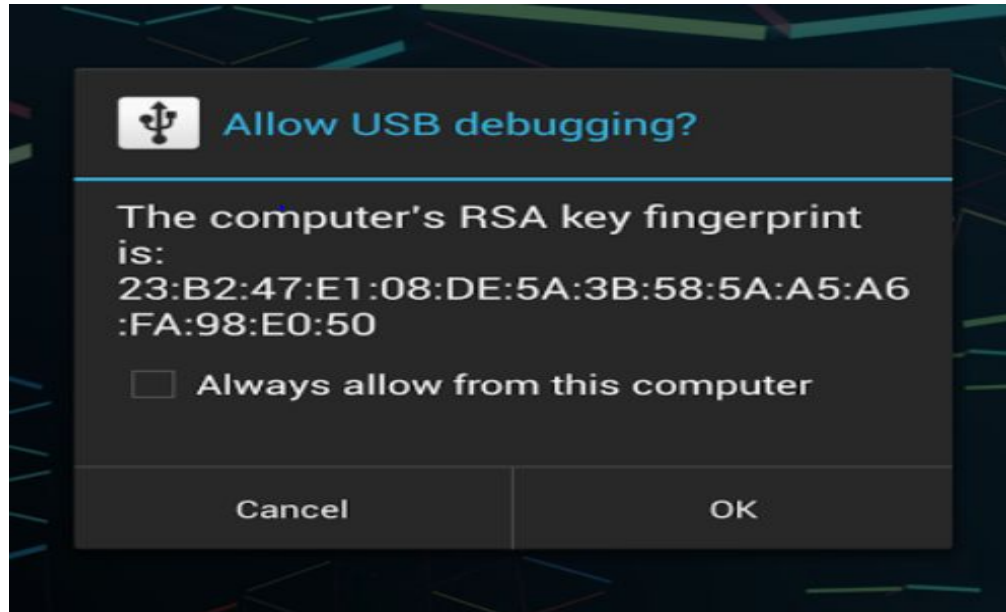 Allow USB debugging?
The computer's RSA key fingerprint
is:
23:B2:47:E1:08:DE:5A:3B:58:5A:A5:A6
:FA:98:E0:50
Always allow from this computer
Cancel OK